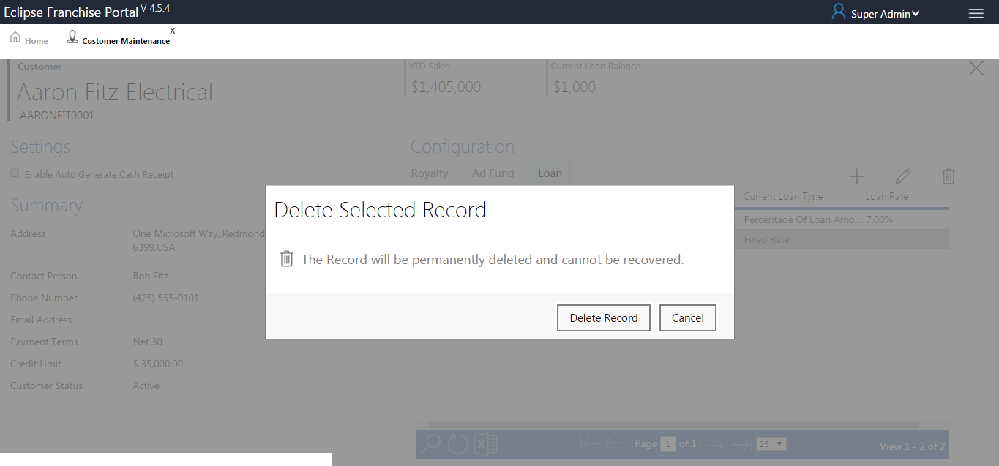 Eclipse Franchise Portal V 4.5.4
Super Admin
Home
Customer Maintenance
X
Customer
Aaron Fitz Electrical
AARONFIT0001
YTD Sales
$1,405,000
Current Loan Balance
$1,000
Settings
Enable Auto Generate Cash Receipt
Summary
Address One Microsoft Way,,Redmond
6399,USA
Contact Person Bob Fitz
Phone Number (425) 555-0101
Email Address
Payment Terms Net 30
Credit Limit $ 35,000.00
Customer Status Active
Configuration
Royalty Ad Fund Loan
Current Loan Type Loan Rate
Percentage Of Loan Amo... 7.00%
Fixed Rate
Delete Selected Record
The Record will be permanently deleted and cannot be recovered.
Delete Record Cancel
Page 1 of 1 25 View 1 - 2 of 2